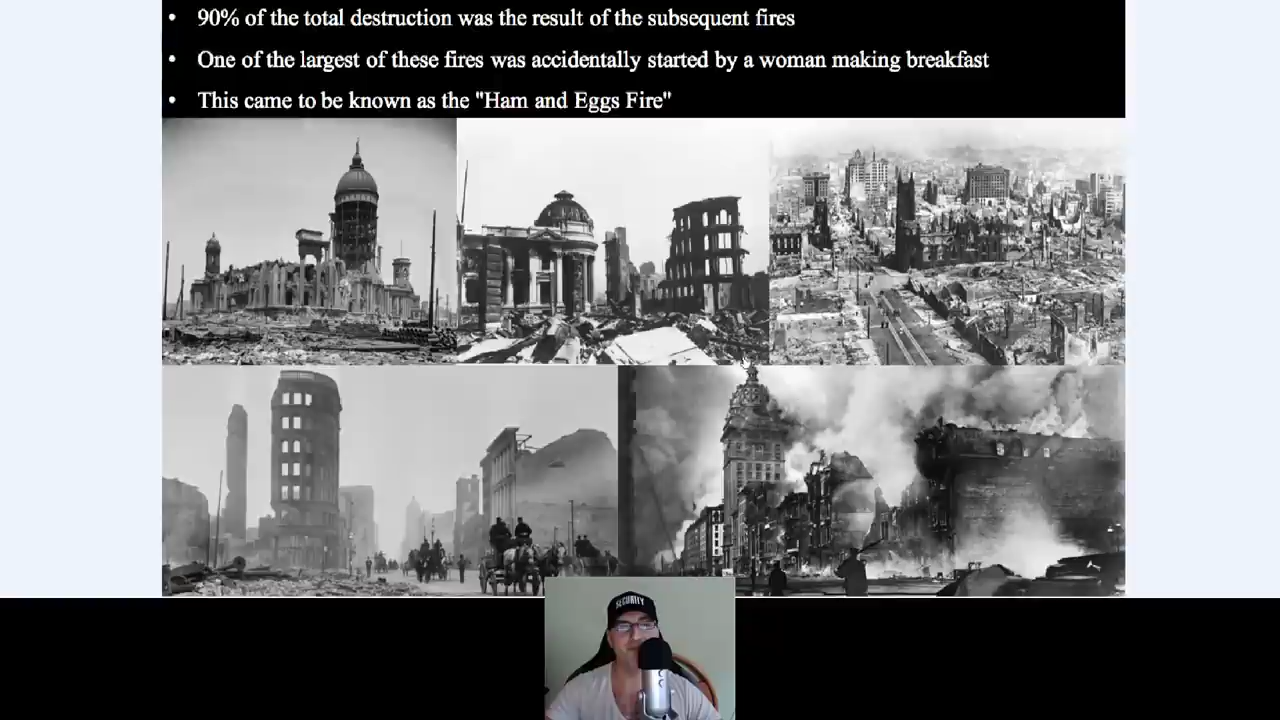 • 90% of the total destruction was the result of the subsequent fires
• One of the largest of these fires was accidentally started by a woman making breakfast
• This came to be known as the "Ham and Eggs Fire"
SECURITY